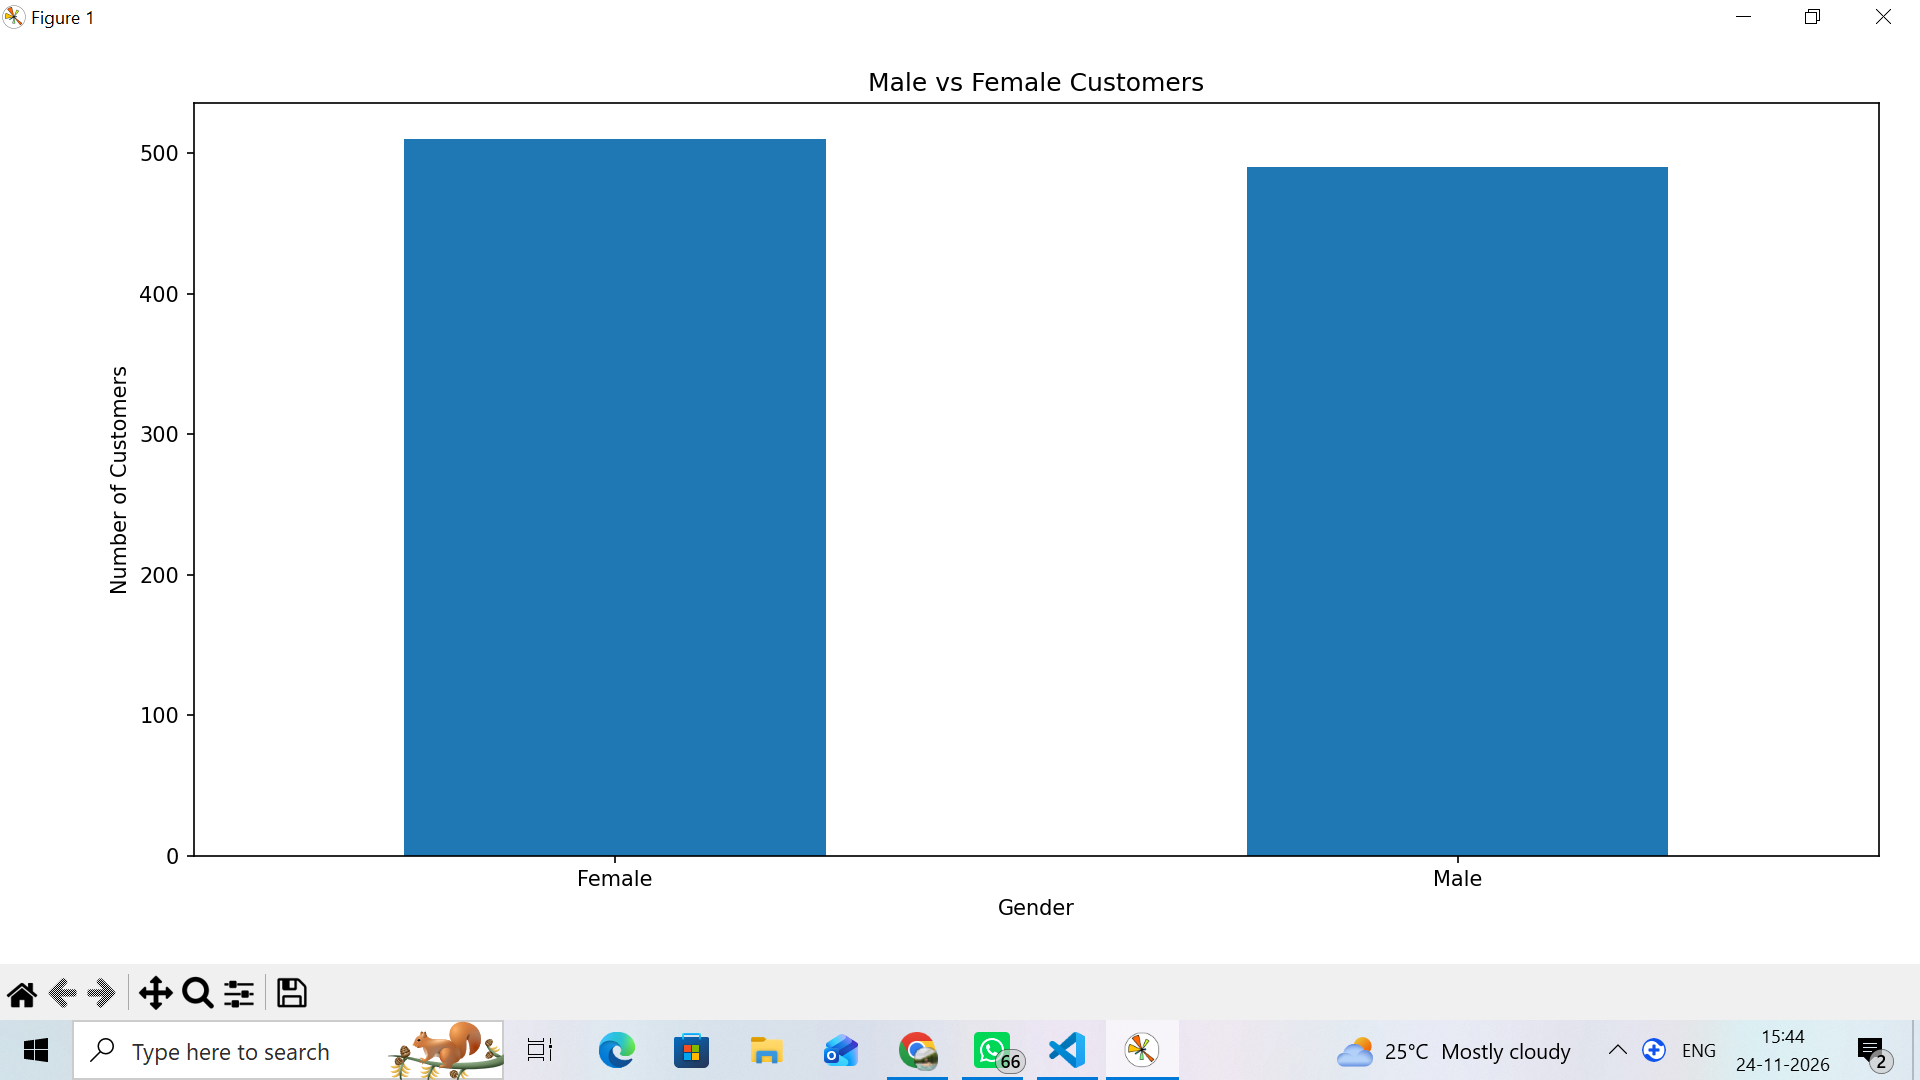 Figure 1
Male vs Female Customers
500
400
300
200
100
0
Number of Customers
Female
Male
Gender
Type here to search
66
25°C Mostly cloudy
ENG
15:44
24-11-2026
2